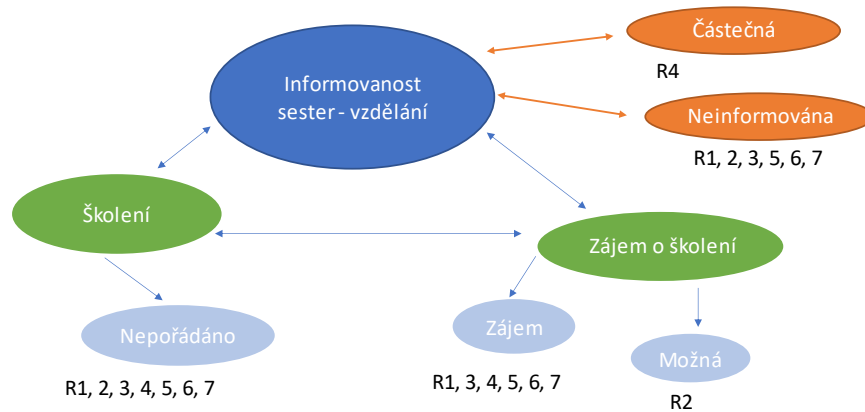 Částečná
R4
Informovanost
sester - vzdělání
Neinformována
R1, 2, 3, 5, 6, 7
Školení
Zájem o školení
Nepořádáno
R1, 2, 3, 4, 5, 6, 7
Zájem
R1, 3, 4, 5, 6, 7
Možná
R2